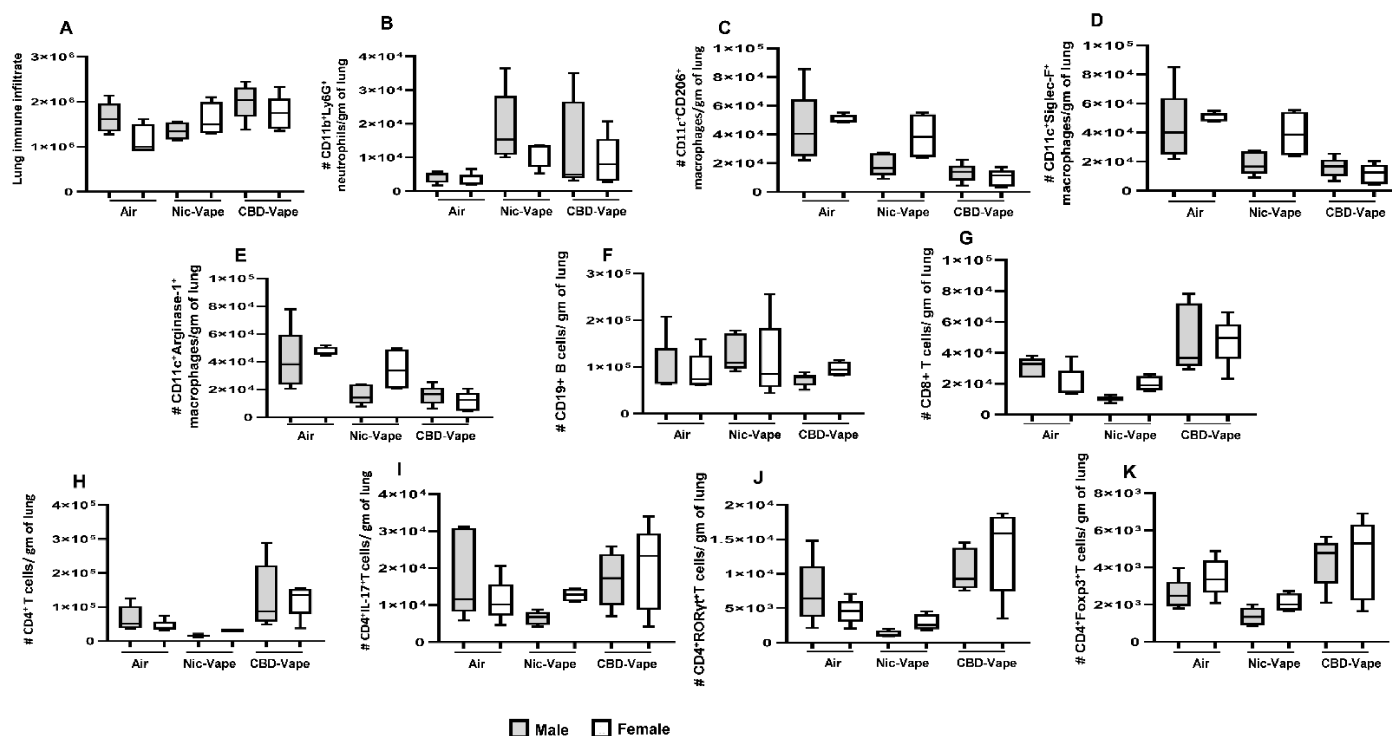 A
Lung immune infiltrate
3×10⁶
2×10⁶
1×10⁶
0
Air Nic-Vape CBD-Vape
B
# CD11b⁺Ly6G⁺
neutrophils/gm of lung
5×10⁴
4×10⁴
3×10⁴
2×10⁴
1×10⁴
0
Air Nic-Vape CBD-Vape
C
# CD11c⁺CD206⁺
macrophages/gm of lung
1×10⁵
8×10⁴
6×10⁴
4×10⁴
2×10⁴
0
Air Nic-Vape CBD-Vape
D
# CD11c⁺Siglec-F⁺
macrophages/gm of lung
1×10⁵
8×10⁴
6×10⁴
4×10⁴
2×10⁴
0
Air Nic-Vape CBD-Vape
E
# CD11c⁺Arginase-1⁺
macrophages/gm of lung
1×10⁵
8×10⁴
6×10⁴
4×10⁴
2×10⁴
0
Air Nic-Vape CBD-Vape
F
# CD19+ B cells/ gm of lung
3×10⁵
2×10⁵
1×10⁵
0
Air Nic-Vape CBD-Vape
G
# CD8+ T cells/ gm of lung
1×10⁵
8×10⁴
6×10⁴
4×10⁴
2×10⁴
0
Air Nic-Vape CBD-Vape
H
# CD4⁺T cells/ gm of lung
4×10⁵
3×10⁵
2×10⁵
1×10⁵
0
Air Nic-Vape CBD-Vape
I
# CD4⁺IL-17⁺T cells/ gm of lung
4×10⁴
3×10⁴
2×10⁴
1×10⁴
0
Air Nic-Vape CBD-Vape
J
# CD4⁺RORγt⁺T cells/ gm of lung
2×10⁴
1×10⁴
1×10⁴
5×10³
0
Air Nic-Vape CBD-Vape
K
# CD4⁺Foxp3⁺T cells/ gm of lung
8×10³
6×10³
4×10³
2×10³
0
Air Nic-Vape CBD-Vape
Male Female